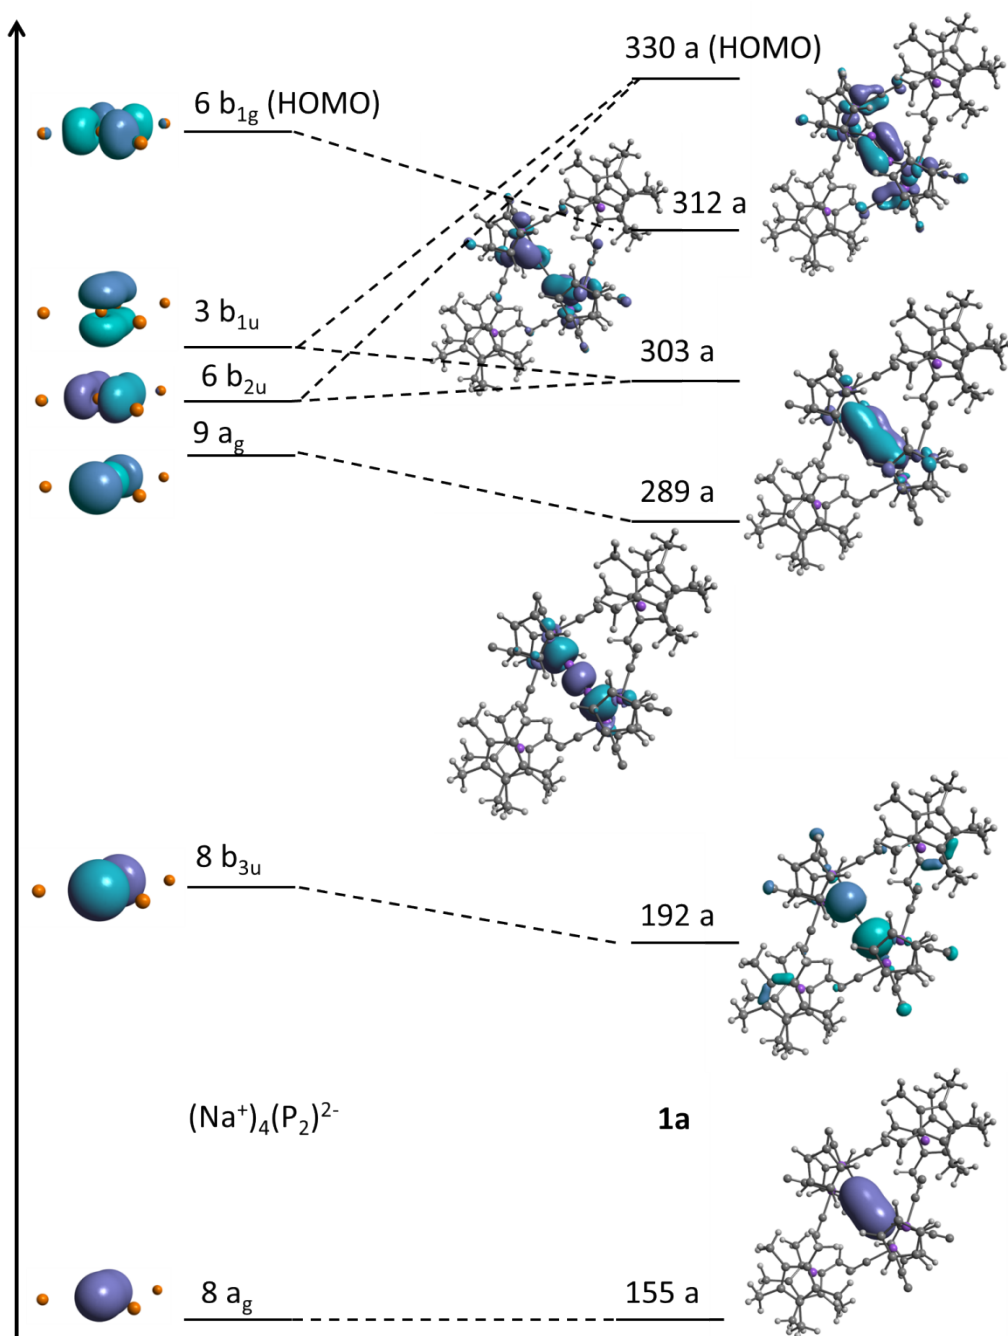 330 a (HOMO)
6 b₁g (HOMO)
312 a
3 b₁u
303 a
6 b₂u
9 ag
289 a
8 b₃u
192 a
(Na⁺)₄(P₂)²⁻
1a
8 ag
155 a